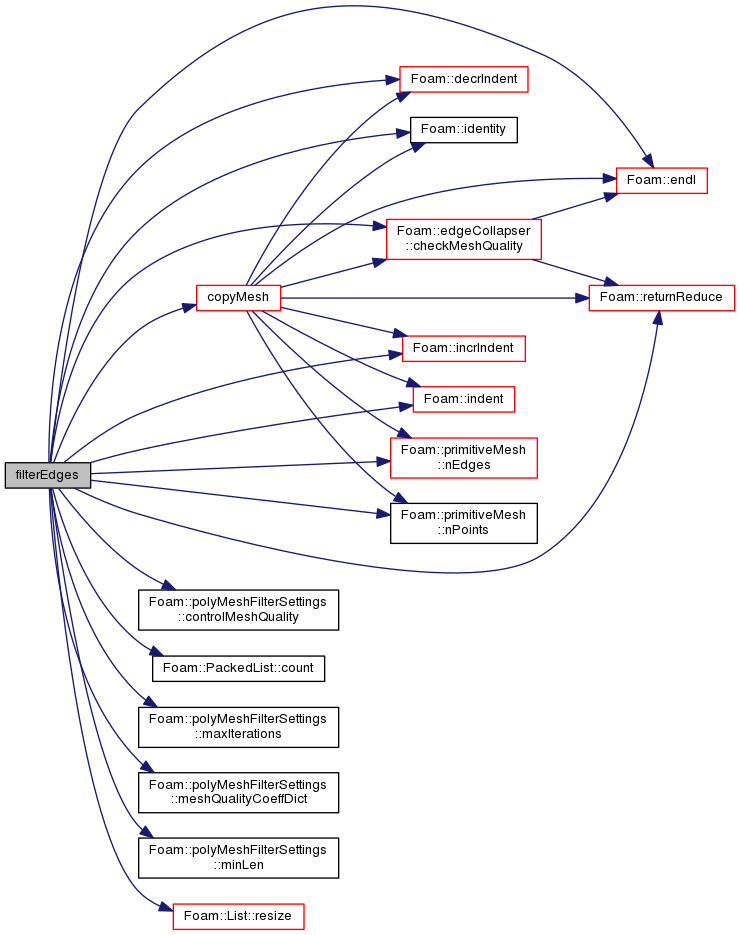 Foam::decrIndent
Foam::identity
Foam::endl
Foam::edgeCollapser
::checkMeshQuality
copyMesh
Foam::returnReduce
Foam::incrIndent
Foam::indent
Foam::primitiveMesh
::nEdges
filterEdges
Foam::primitiveMesh
::nPoints
Foam::polyMeshFilterSettings
::controlMeshQuality
Foam::PackedList::count
Foam::polyMeshFilterSettings
::maxIterations
Foam::polyMeshFilterSettings
::meshQualityCoeffDict
Foam::polyMeshFilterSettings
::minLen
Foam::List::resize